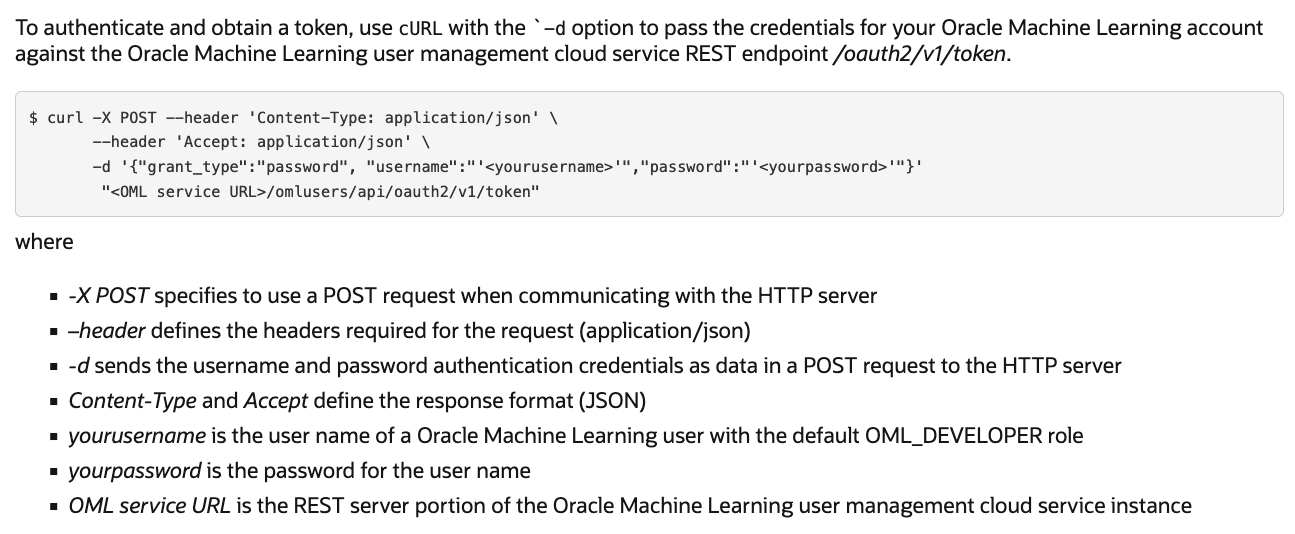 To authenticate and obtain a token, use cURL with the `–d option to pass the credentials for your Oracle Machine Learning account
against the Oracle Machine Learning user management cloud service REST endpoint /oauth2/v1/token.
$ curl –X POST ––header 'Content-Type: application/json' \
––header 'Accept: application/json' \
–d '{"grant_type":"password", "username":"'<yourusername>'","password":"'<yourpassword>'"}'
"<OML service URL>/omlusers/api/oauth2/v1/token"
where
▪ -X POST specifies to use a POST request when communicating with the HTTP server
▪ –header defines the headers required for the request (application/json)
▪ -d sends the username and password authentication credentials as data in a POST request to the HTTP server
▪ Content-Type and Accept define the response format (JSON)
▪ yourusername is the user name of a Oracle Machine Learning user with the default OML_DEVELOPER role
▪ yourpassword is the password for the user name
▪ OML service URL is the REST server portion of the Oracle Machine Learning user management cloud service instance